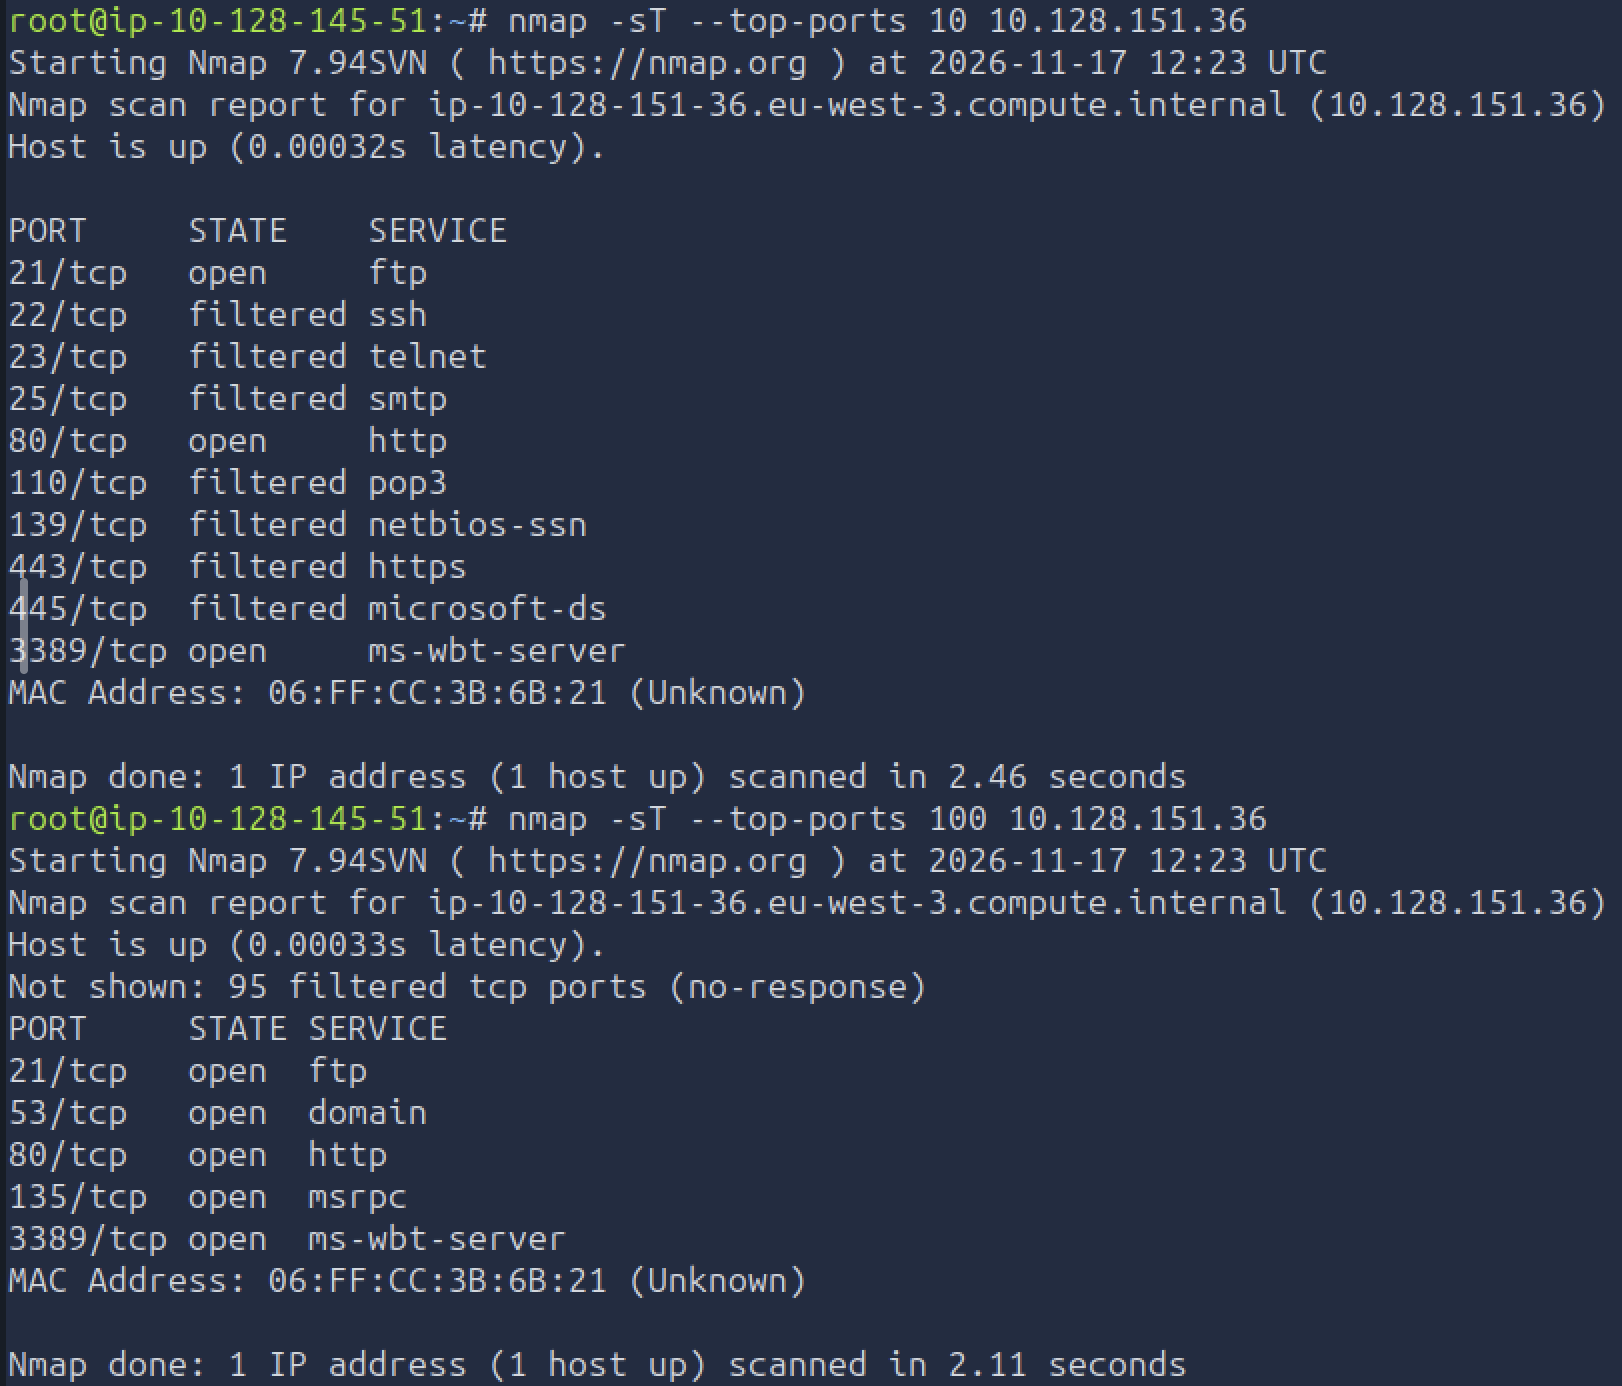 root@ip-10-128-145-51:~# nmap -sT --top-ports 10 10.128.151.36
Starting Nmap 7.94SVN ( https://nmap.org ) at 2026-11-17 12:23 UTC
Nmap scan report for ip-10-128-151-36.eu-west-3.compute.internal (10.128.151.36)
Host is up (0.00032s latency).

PORT     STATE    SERVICE
21/tcp   open     ftp
22/tcp   filtered ssh
23/tcp   filtered telnet
25/tcp   filtered smtp
80/tcp   open     http
110/tcp  filtered pop3
139/tcp  filtered netbios-ssn
443/tcp  filtered https
445/tcp  filtered microsoft-ds
3389/tcp open     ms-wbt-server
MAC Address: 06:FF:CC:3B:6B:21 (Unknown)

Nmap done: 1 IP address (1 host up) scanned in 2.46 seconds
root@ip-10-128-145-51:~# nmap -sT --top-ports 100 10.128.151.36
Starting Nmap 7.94SVN ( https://nmap.org ) at 2026-11-17 12:23 UTC
Nmap scan report for ip-10-128-151-36.eu-west-3.compute.internal (10.128.151.36)
Host is up (0.00033s latency).
Not shown: 95 filtered tcp ports (no-response)
PORT     STATE SERVICE
21/tcp   open  ftp
53/tcp   open  domain
80/tcp   open  http
135/tcp  open  msrpc
3389/tcp open  ms-wbt-server
MAC Address: 06:FF:CC:3B:6B:21 (Unknown)

Nmap done: 1 IP address (1 host up) scanned in 2.11 seconds